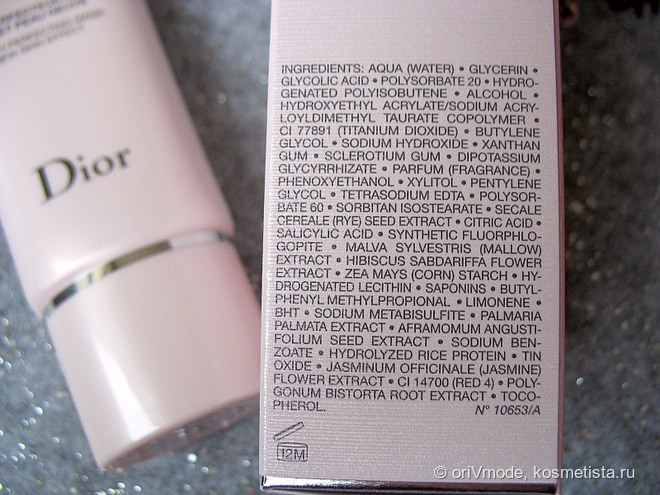 ET PEAU NEUVE
Dior
INGREDIENTS: AQUA (WATER) • GLYCERIN •
GLYCOLIC ACID • POLYSORBATE 20 • HYDRO-
GENATED POLYISOBUTENE • ALCOHOL •
HYDROXYETHYL ACRYLATE/SODIUM ACRY-
LOYLDIMETHYL TAURATE COPOLYMER •
CI 77891 (TITANIUM DIOXIDE) • BUTYLENE
GLYCOL • SODIUM HYDROXIDE • XANTHAN
GUM • SCLEROTIUM GUM • DIPOTASSIUM
GLYCYRRHIZATE • PARFUM (FRAGRANCE) •
PHENOXYETHANOL • XYLITOL • PENTYLENE
GLYCOL • TETRASODIUM EDTA • POLYSOR-
BATE 60 • SORBITAN ISOSTEARATE • SECALE
CEREALE (RYE) SEED EXTRACT • CITRIC ACID •
SALICYLIC ACID • SYNTHETIC FLUORPHLO-
GOPITE • MALVA SYLVESTRIS (MALLOW)
EXTRACT • HIBISCUS SABDARIFFA FLOWER
EXTRACT • ZEA MAYS (CORN) STARCH • HY-
DROGENATED LECITHIN • SAPONINS • BUTYL-
PHENYL METHYLPROPIONAL • LIMONENE •
BHT • SODIUM METABISULFITE • PALMARIA
PALMATA EXTRACT • AFRAMOMUM ANGUSTI-
FOLIUM SEED EXTRACT • SODIUM BEN-
ZOATE • HYDROLYZED RICE PROTEIN • TIN
OXIDE • JASMINUM OFFICINALE (JASMINE)
FLOWER EXTRACT • CI 14700 (RED 4) • POLY-
GONUM BISTORTA ROOT EXTRACT • TOCO-
PHEROL.
N° 10653/A
12M
© oriVmode, kosmetista.ru